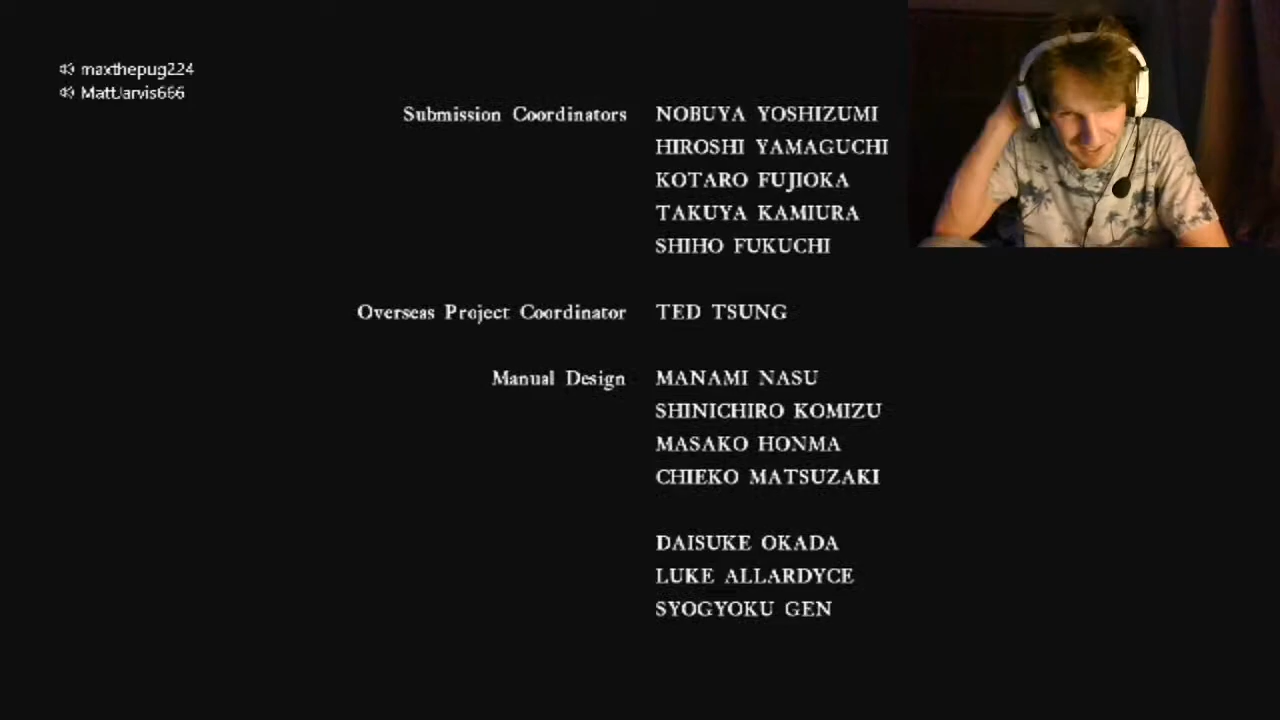 maxthepug224
MattJarvis666
Submission Coordinators NOBUYA YOSHIZUMI
HIROSHI YAMAGUCHI
KOTARO FUJIOKA
TAKUYA KAMIURA
SHIHO FUKUCHI
Overseas Project Coordinator TED TSUNG
Manual Design MANAMI NASU
SHINICHIRO KOMIZU
MASAKO HONMA
CHIEKO MATSUZAKI
DAISUKE OKADA
LUKE ALLARDYCE
SYOGYOKU GEN